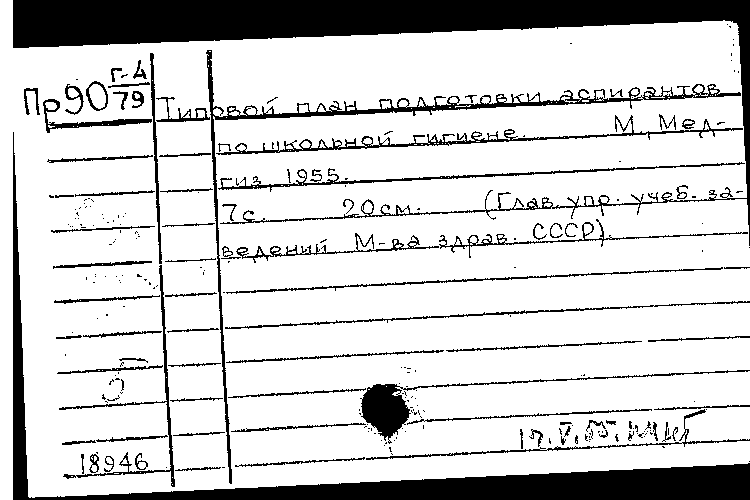 Пр90 Г-4/79
Типовой план подготовки аспирантов
по школьной гигиене. М., Мед-
гиз, 1955.
7с. 20см. (Глав. упр. учеб. за-
ведений М-ва здрав. СССР).
18946